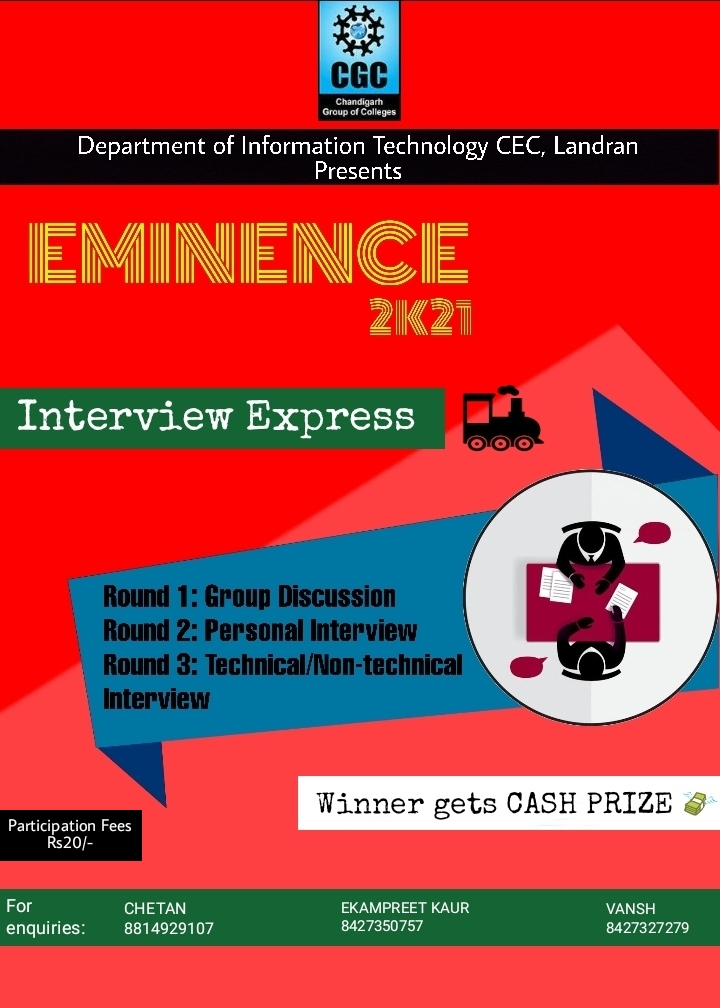 CGC
Chandigarh
Group of Colleges
Department of Information Technology CEC, Landran
Presents
EMINENCE
2K21
Interview Express
Round 1: Group Discussion
Round 2: Personal Interview
Round 3: Technical/Non-technical
Interview
Winner gets CASH PRIZE
Participation Fees
Rs20/-
For
enquiries:
CHETAN
8814929107
EKAMPREET KAUR
8427350757
VANSH
8427327279